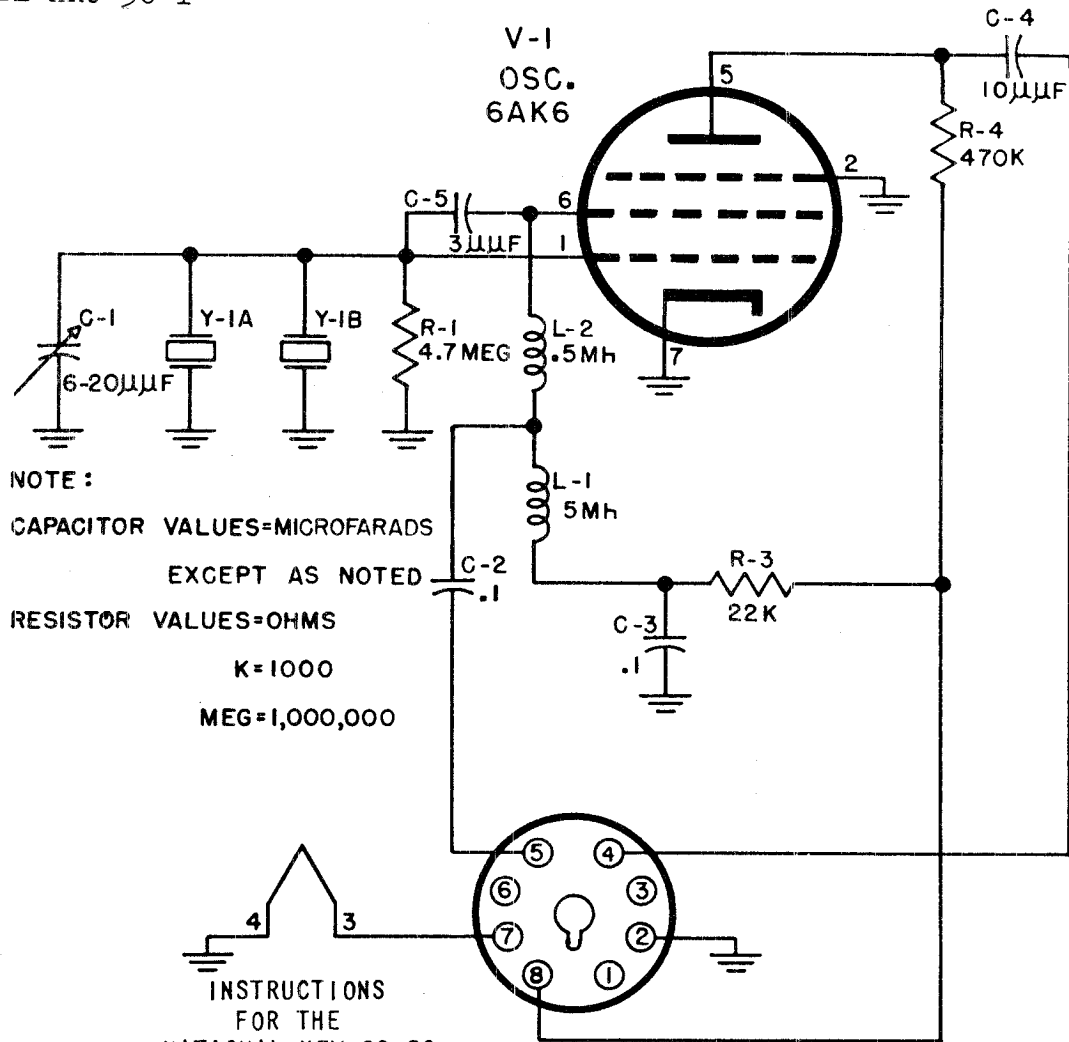 V-1
OSC.
6AK6
C-4
10µµF
5
R-4
470K
2
C-5
3µµF
6
1
7
C-1
6-20µµF
Y-1A
Y-1B
R-1
4.7 MEG
L-2
.5Mh
NOTE:
CAPACITOR VALUES=MICROFARADS
EXCEPT AS NOTED
RESISTOR VALUES=OHMS
K=1000
MEG=1,000,000
L-1
5Mh
C-2
.1
R-3
22K
C-3
.1
5
4
6
3
7
2
8
1
4
3
INSTRUCTIONS
FOR THE